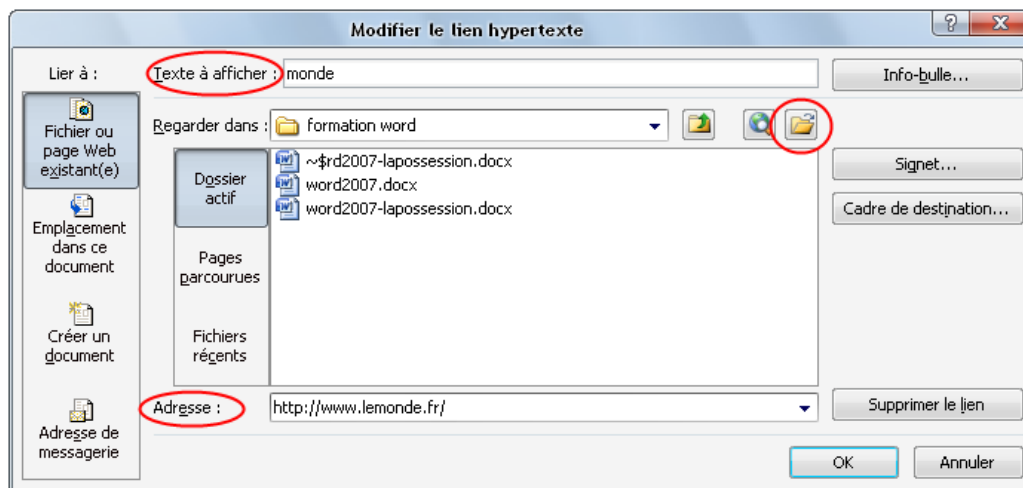 Modifier le lien hypertexte
Lier à :
Texte à afficher : monde
Info-bulle...
Fichier ou
page Web
existant(e)
Regarder dans : formation word
Dossier
actif
~$rd2007-lapossession.docx
word2007.docx
word2007-lapossession.docx
Signet...
Cadre de destination...
Emplacement
dans ce
document
Pages
parcourues
Créer un
document
Fichiers
récents
Adresse : http://www.lemonde.fr/
Supprimer le lien
Adresse de
messagerie
OK
Annuler